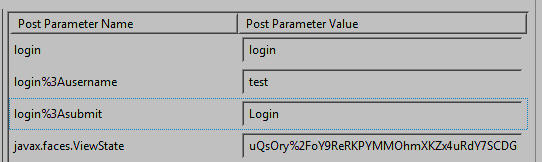 Post Parameter Name Post Parameter Value
login login
login%3Ausername test
login%3Asubmit Login
javax.faces.ViewState uQsOry%2FoY9ReRKPYMMOhmXKZx4uRdY7SCDG